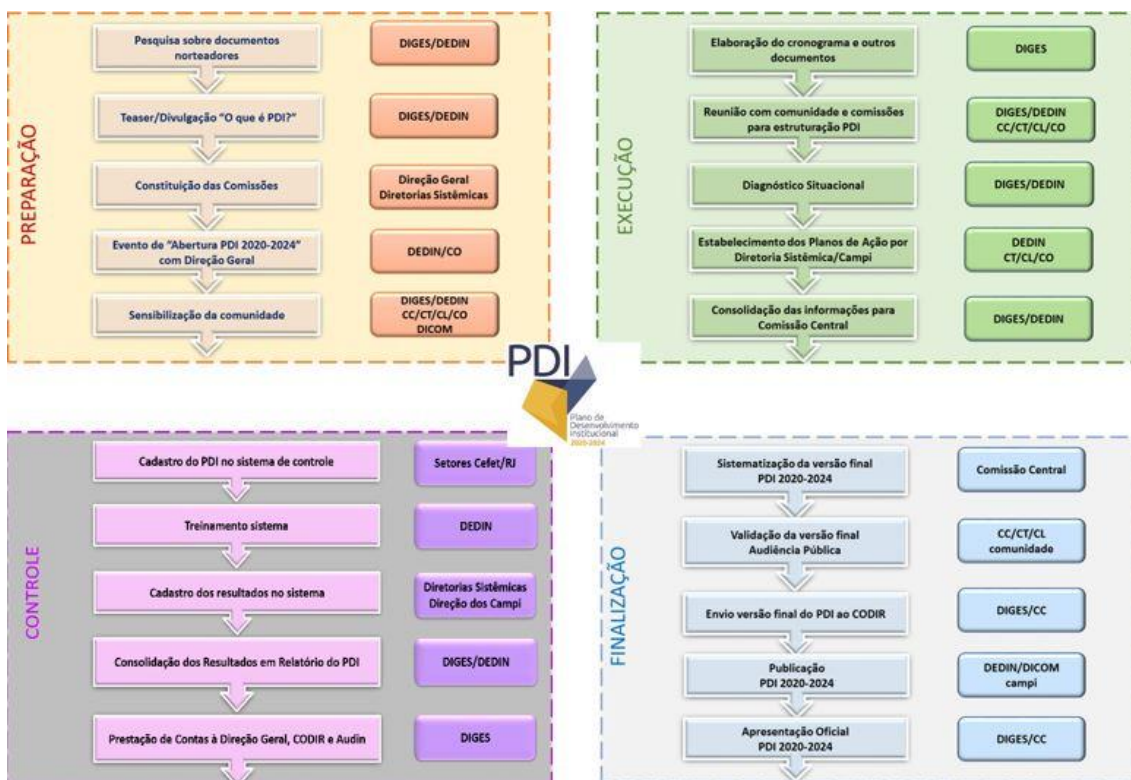 PREPARAÇÃO
Pesquisa sobre documentos
norteadores
DIGES/DEDIN
Teaser/Divulgação “O que é PDI?”
DIGES/DEDIN
Constituição das Comissões
Direção Geral
Diretorias Sistêmicas
Evento de “Abertura PDI 2020-2024”
com Direção Geral
DEDIN/CO
Sensibilização da comunidade
DIGES/DEDIN
CC/CT/CL/CO
DICOM
EXECUÇÃO
Elaboração do cronograma e outros
documentos
DIGES
Reunião com comunidade e comissões
para estruturação PDI
DIGES/DEDIN
CC/CT/CL/CO
Diagnóstico Situacional
DIGES/DEDIN
Estabelecimento dos Planos de Ação por
Diretoria Sistêmica/Campi
DEDIN
CT/CL/CO
Consolidação das informações para
Comissão Central
DIGES/DEDIN
PDI
Plano de
Desenvolvimento
Institucional
2020-2024
CONTROLE
Cadastro do PDI no sistema de controle
Setores Cefet/RJ
Treinamento sistema
DEDIN
Cadastro dos resultados no sistema
Diretorias Sistêmicas
Direção dos Campi
Consolidação dos Resultados em Relatório do PDI
DIGES/DEDIN
Prestação de Contas à Direção Geral, CODIR e Audin
DIGES
FINALIZAÇÃO
Sistematização da versão final
PDI 2020-2024
Comissão Central
Validação da versão final
Audiência Pública
CC/CT/CL
comunidade
Envio versão final do PDI ao CODIR
DIGES/CC
Publicação
PDI 2020-2024
DEDIN/DICOM
campi
Apresentação Oficial
PDI 2020-2024
DIGES/CC